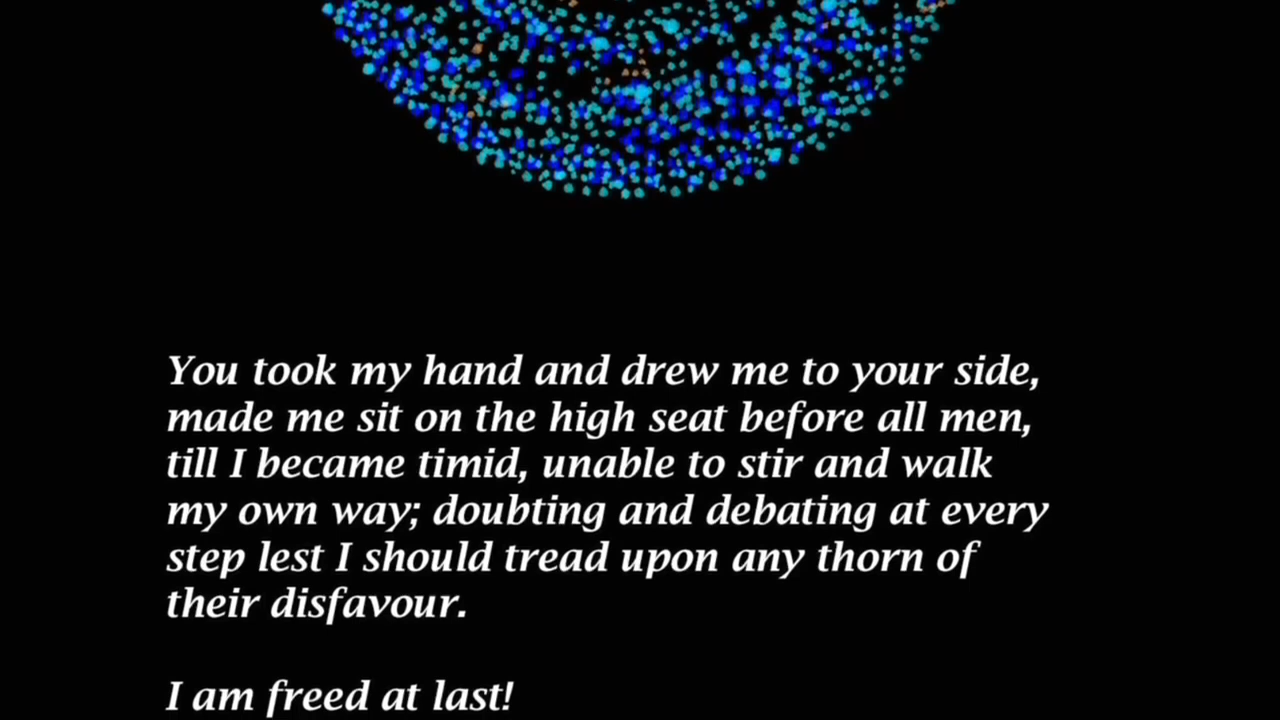 You took my hand and drew me to your side,
made me sit on the high seat before all men,
till I became timid, unable to stir and walk
my own way; doubting and debating at every
step lest I should tread upon any thorn of
their disfavour.
I am freed at last!